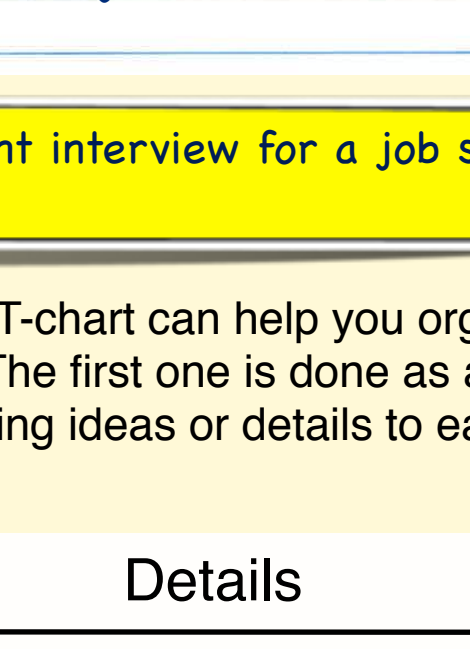 nt interview for a job s
T-chart can help you org
The first one is done as a
ing ideas or details to ea
Details